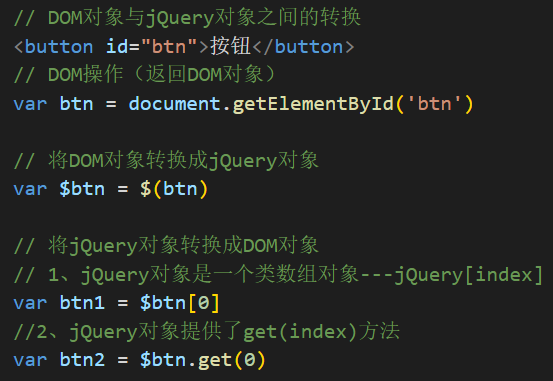 // DOM对象与jQuery对象之间的转换
<button id="btn">按钮</button>
// DOM操作（返回DOM对象）
var btn = document.getElementById('btn')
// 将DOM对象转换成jQuery对象
var $btn = $(btn)
// 将jQuery对象转换成DOM对象
// 1、jQuery对象是一个类数组对象---jQuery[index]
var btn1 = $btn[0]
//2、jQuery对象提供了get(index)方法
var btn2 = $btn.get(0)